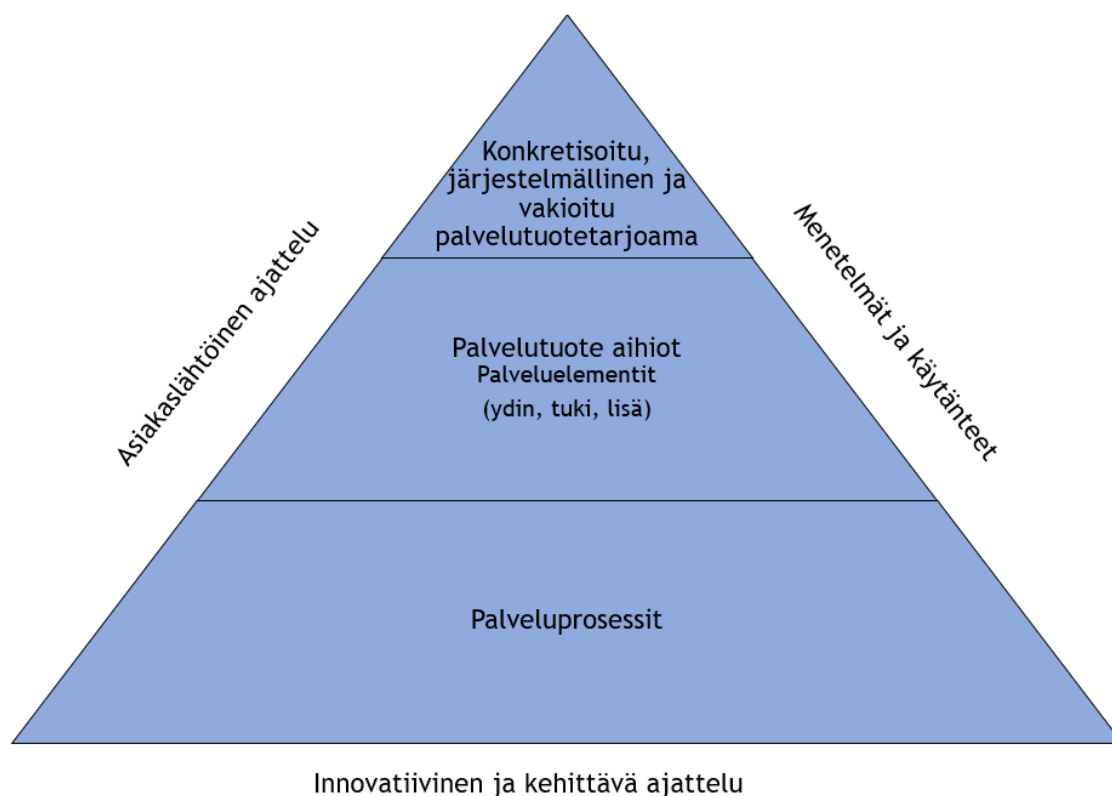 Konkretisoitu,
järjestelmällinen ja
vakioitu
palvelutuotetarjoama
Asiakaslähtöinen ajattelu
Menetelmät ja käytänteet
Palvelutuote aihiot
Palveluelementit
(ydin, tuki, lisä)
Palveluprosessit
Innovatiivinen ja kehittävä ajattelu